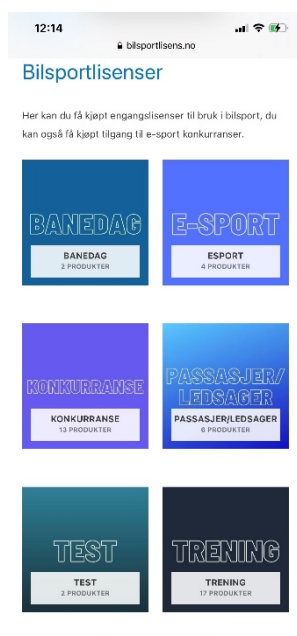 12:14
bilsportlisens.no
Bilsportlisenser
Her kan du få kjøpt engangslisenser til bruk i bilsport, du
kan også få kjøpt tilgang til e-sport konkurranser.
BANEDAG
BANEDAG
2 PRODUKTER
E-SPORT
ESPORT
4 PRODUKTER
KONKURRANSE
KONKURRANSE
13 PRODUKTER
PASSASJER/
LEDSAGER
PASSASJER/LEDSAGER
6 PRODUKTER
TEST
TEST
2 PRODUKTER
TRENING
TRENING
17 PRODUKTER